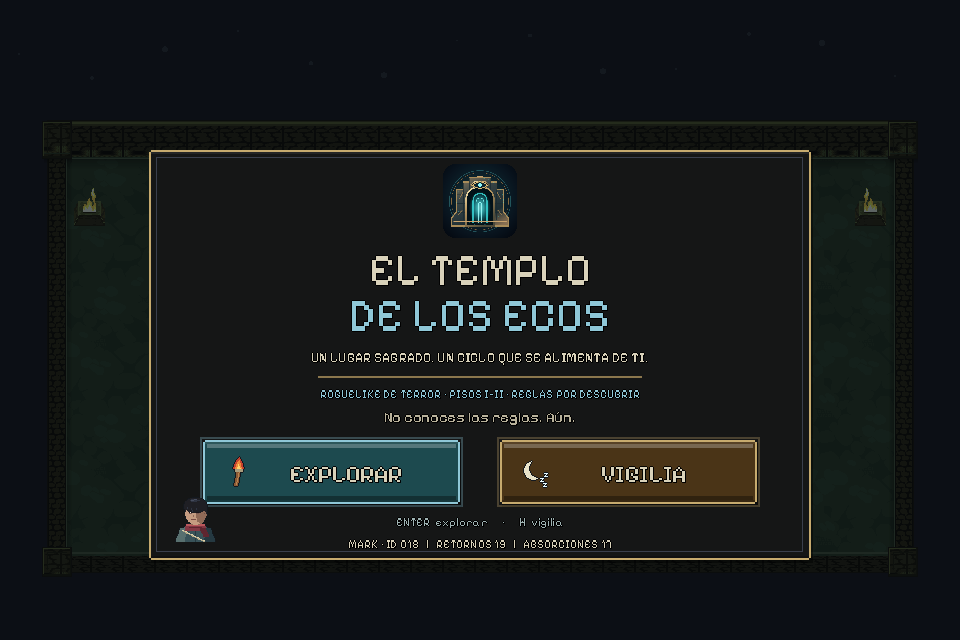 EL TEMPLO
DE LOS ECOS
UN LUGAR SAGRADO. UN CICLO QUE SE ALIMENTA DE TI.
ROGUELIKE DE TERROR · PISOS I-II · REGLAS POR DESCUBRIR
No conoces las reglas. Aún.
EXPLORAR
VIGILIA
ENTER explorar · H vigilia
MARK · ID 018 | RETORNOS 19 | ABSORCIONES 17